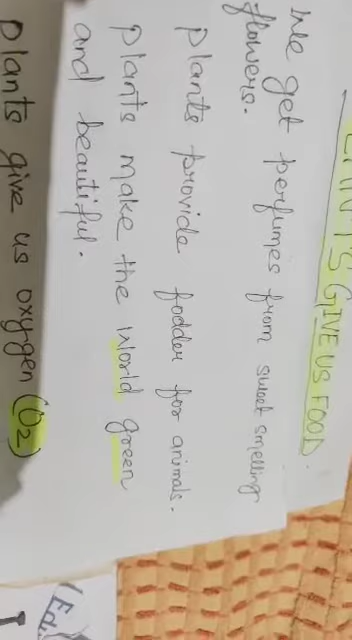 PLANTS GIVE US FOOD.
We get perfumes from sweet smelling
flowers.
Plants provide fodder for animals.
Plants make the World green
and beautiful.
Plants give us oxygen (O2)